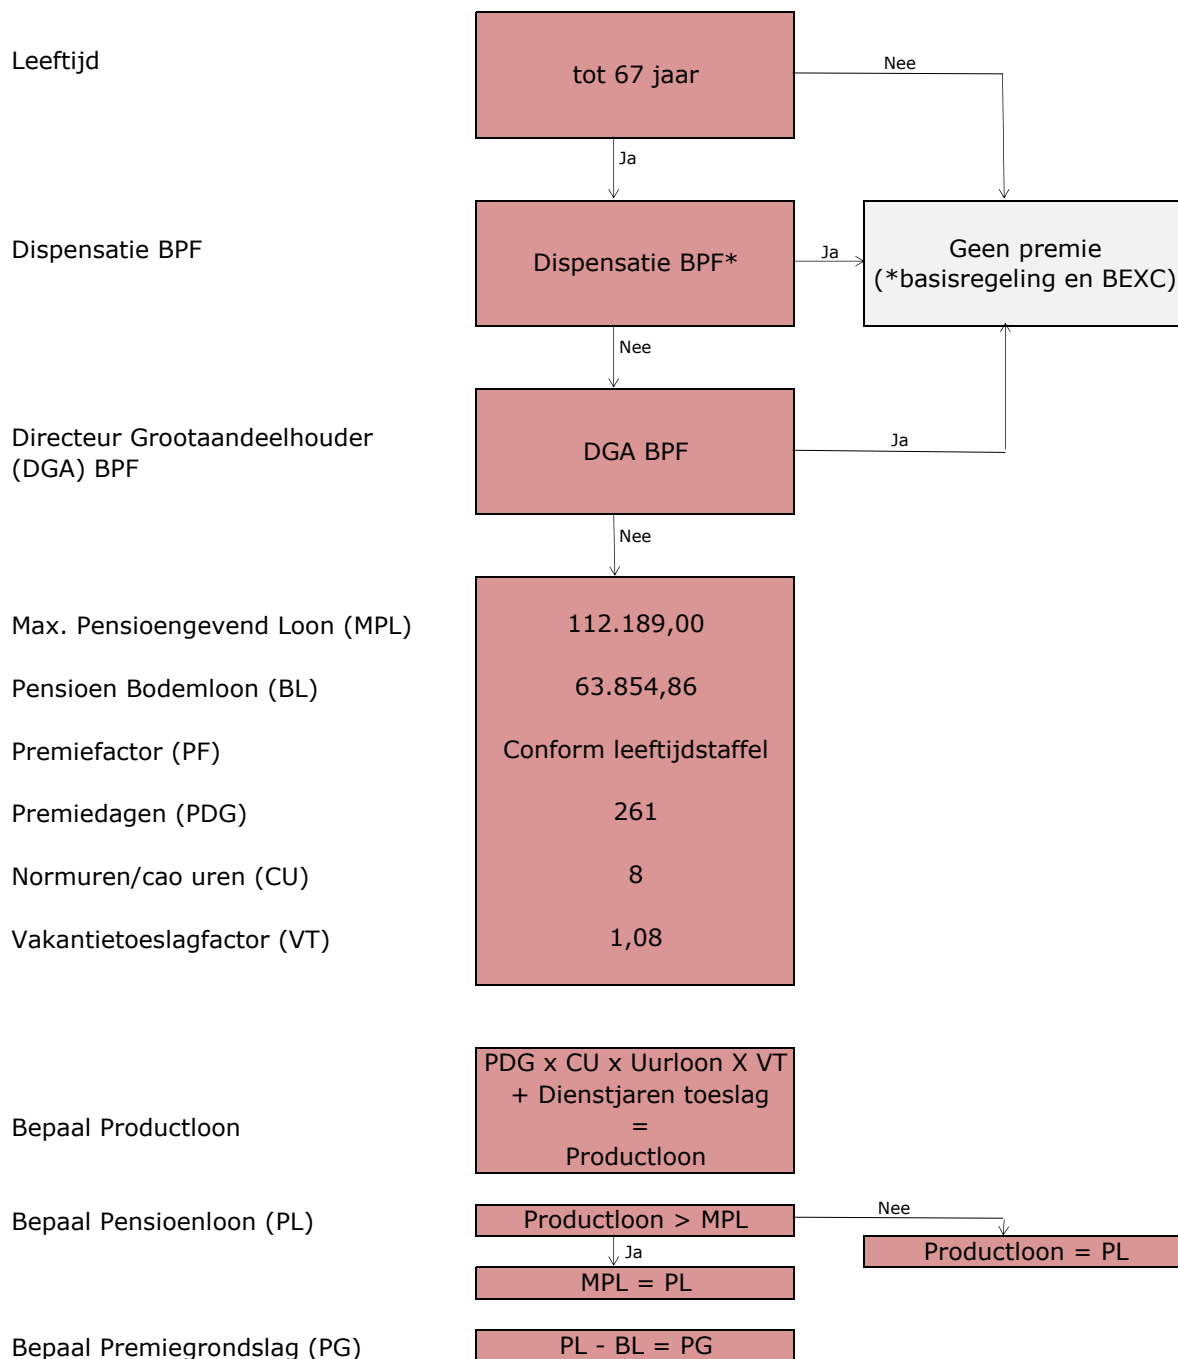 Leeftijd
tot 67 jaar
Nee
Ja
Dispensatie BPF
Dispensatie BPF*
Ja
Geen premie
(*basisregeling en BEXC)
Nee
Directeur Grootaandeelhouder
(DGA) BPF
DGA BPF
Ja
Nee
Max. Pensioengevend Loon (MPL)
112.189,00
Pensioen Bodemloon (BL)
63.854,86
Premiefactor (PF)
Conform leeftijdstaffel
Premiedagen (PDG)
261
Normuren/cao uren (CU)
8
Vakantietoeslagfactor (VT)
1,08
Bepaal Productloon
PDG x CU x Uurloon X VT
+ Dienstjaren toeslag
=
Productloon
Bepaal Pensioenloon (PL)
Productloon > MPL
Nee
Ja
Productloon = PL
MPL = PL
Bepaal Premiegrondslag (PG)
PL - BL = PG